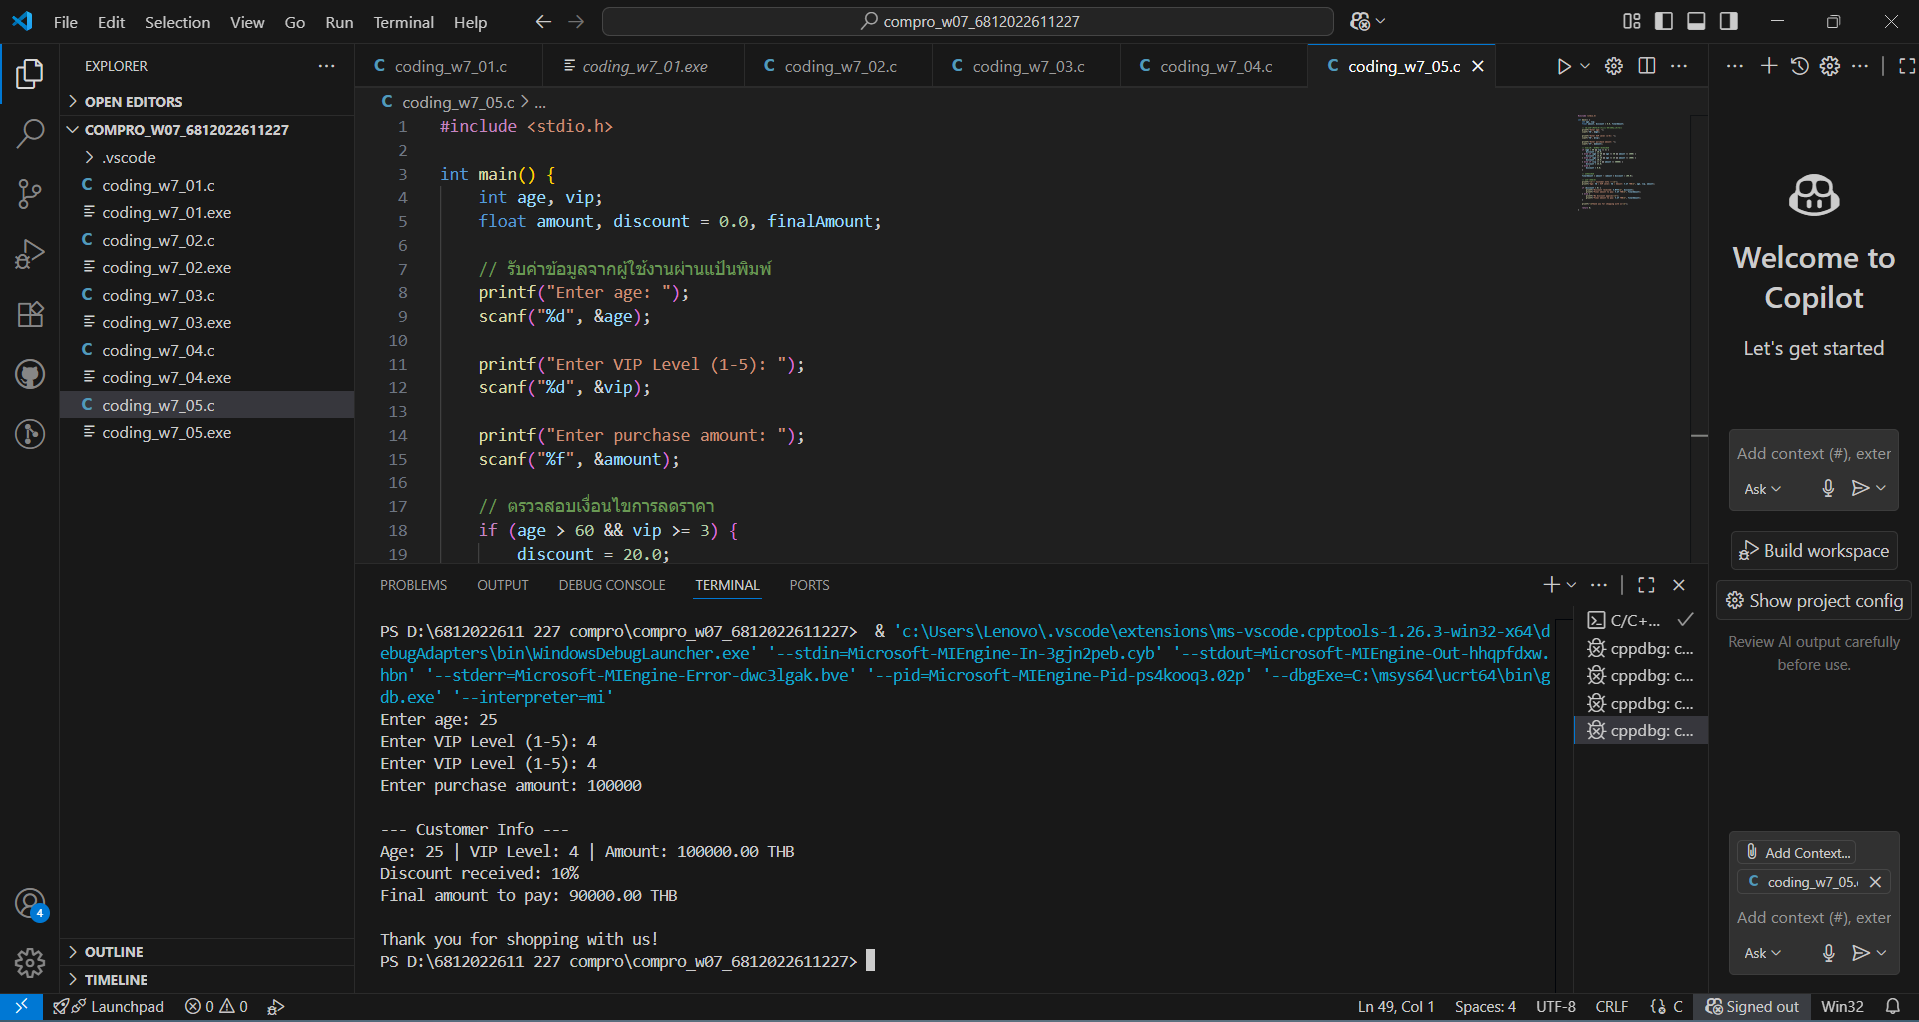 File Edit Selection View Go Run Terminal Help
compro_w07_6812022611227
EXPLORER
OPEN EDITORS
COMPRO_W07_6812022611227
.vscode
C coding_w7_01.c
coding_w7_01.exe
C coding_w7_02.c
coding_w7_02.exe
C coding_w7_03.c
coding_w7_03.exe
C coding_w7_04.c
coding_w7_04.exe
C coding_w7_05.c
coding_w7_05.exe
4
OUTLINE
TIMELINE
C coding_w7_01.c coding_w7_01.exe C coding_w7_02.c C coding_w7_03.c C coding_w7_04.c C coding_w7_05.c
C coding_w7_05.c > ...
1 #include <stdio.h>
2
3 int main() {
4 int age, vip;
5 float amount, discount = 0.0, finalAmount;
6
7 // รับค่าข้อมูลจากผู้ใช้งานผ่านแป้นพิมพ์
8 printf("Enter age: ");
9 scanf("%d", &age);
10
11 printf("Enter VIP Level (1-5): ");
12 scanf("%d", &vip);
13
14 printf("Enter purchase amount: ");
15 scanf("%f", &amount);
16
17 // ตรวจสอบเงื่อนไขการลดราคา
18 if (age > 60 && vip >= 3) {
19 discount = 20.0;
PROBLEMS OUTPUT DEBUG CONSOLE TERMINAL PORTS
PS D:\6812022611 227 compro\compro_w07_6812022611227> & 'c:\Users\Lenovo\.vscode\extensions\ms-vscode.cpptools-1.26.3-win32-x64\d
ebugAdapters\bin\WindowsDebugLauncher.exe' '--stdin=Microsoft-MIEngine-In-3gjn2peb.cyb' '--stdout=Microsoft-MIEngine-Out-hhqpfdxw.
hbn' '--stderr=Microsoft-MIEngine-Error-dwc3lgak.bve' '--pid=Microsoft-MIEngine-Pid-ps4kooq3.02p' '--dbgExe=C:\msys64\ucrt64\bin\g
db.exe' '--interpreter=mi'
Enter age: 25
Enter VIP Level (1-5): 4
Enter VIP Level (1-5): 4
Enter purchase amount: 100000
--- Customer Info ---
Age: 25 | VIP Level: 4 | Amount: 100000.00 THB
Discount received: 10%
Final amount to pay: 90000.00 THB
Thank you for shopping with us!
PS D:\6812022611 227 compro\compro_w07_6812022611227>
C/C+...
cppdbg: c...
cppdbg: c...
cppdbg: c...
cppdbg: c...
Welcome to
Copilot
Let's get started
Add context (#), exter
Ask
Build workspace
Show project config
Review AI output carefully
before use.
Add Context...
C coding_w7_05.
Add context (#), exter
Ask
Launchpad 0 0 Ln 49, Col 1 Spaces: 4 UTF-8 CRLF {} C Signed out Win32